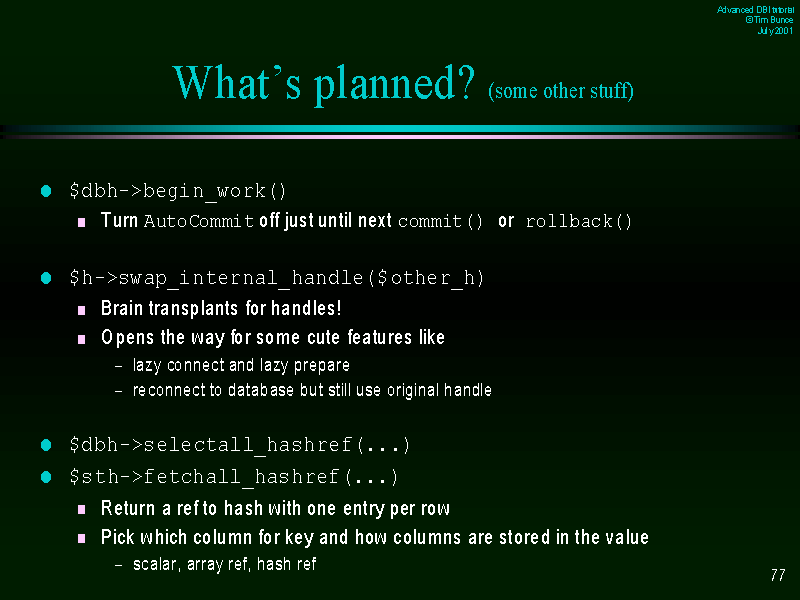 Advanced DBI tutorial
© Tim Bunce
July 2001
What's planned? (some other stuff)
$dbh->begin_work()
Turn AutoCommit off just until next commit() or rollback()
$h->swap_internal_handle($other_h)
Brain transplants for handles!
Opens the way for some cute features like
– lazy connect and lazy prepare
– reconnect to database but still use original handle
$dbh->selectall_hashref(...)
$sth->fetchall_hashref(...)
Return a ref to hash with one entry per row
Pick which column for key and how columns are stored in the value
– scalar, array ref, hash ref
77